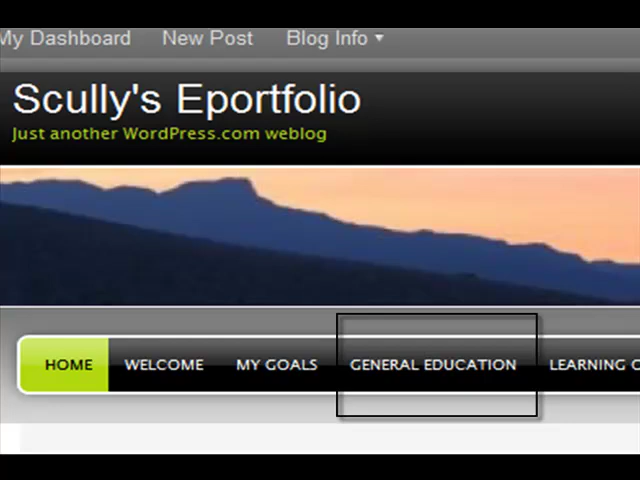 My Dashboard New Post Blog Info
Scully's Eportfolio
Just another WordPress.com weblog
HOME WELCOME MY GOALS GENERAL EDUCATION LEARNING